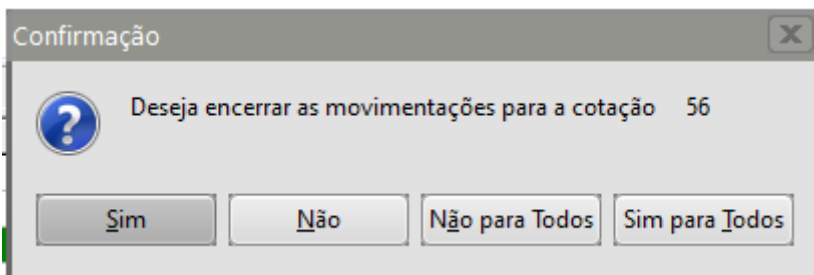 Confirmação
Deseja encerrar as movimentações para a cotação 56
Sim
Não
Não para Todos
Sim para Todos